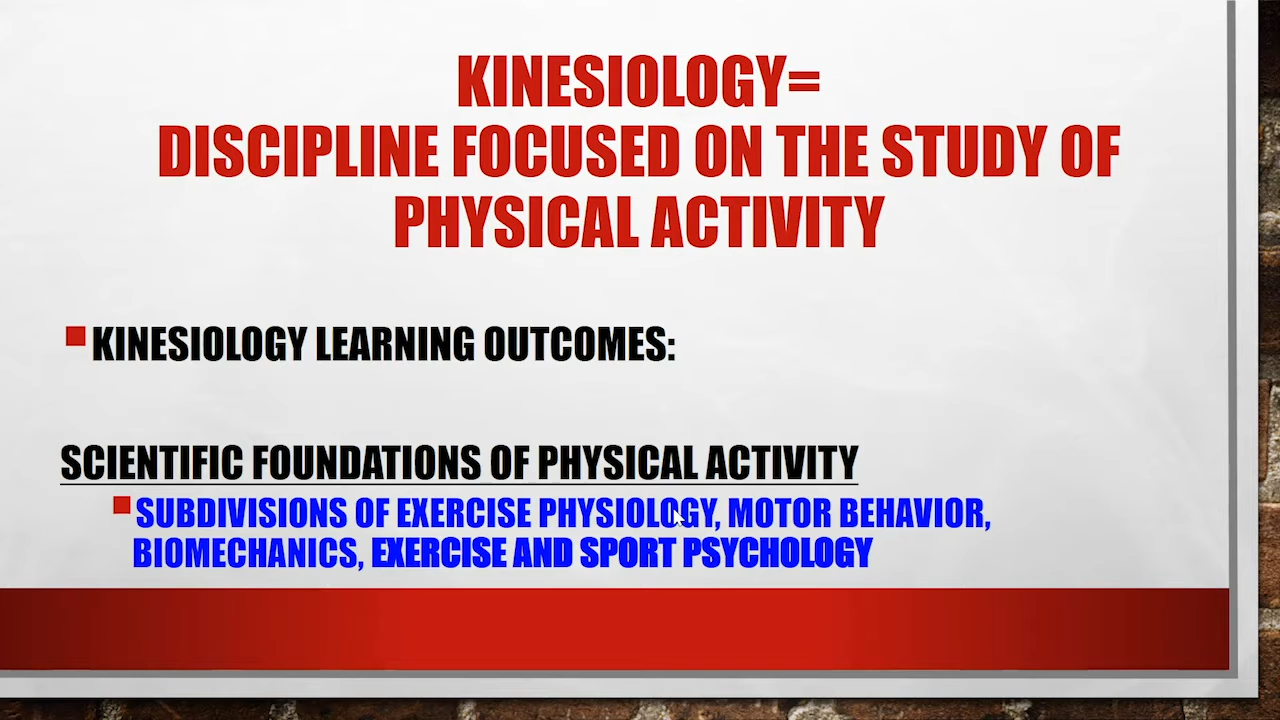 KINESIOLOGY=
DISCIPLINE FOCUSED ON THE STUDY OF
PHYSICAL ACTIVITY
KINESIOLOGY LEARNING OUTCOMES:
SCIENTIFIC FOUNDATIONS OF PHYSICAL ACTIVITY
SUBDIVISIONS OF EXERCISE PHYSIOLOGY, MOTOR BEHAVIOR,
BIOMECHANICS, EXERCISE AND SPORT PSYCHOLOGY